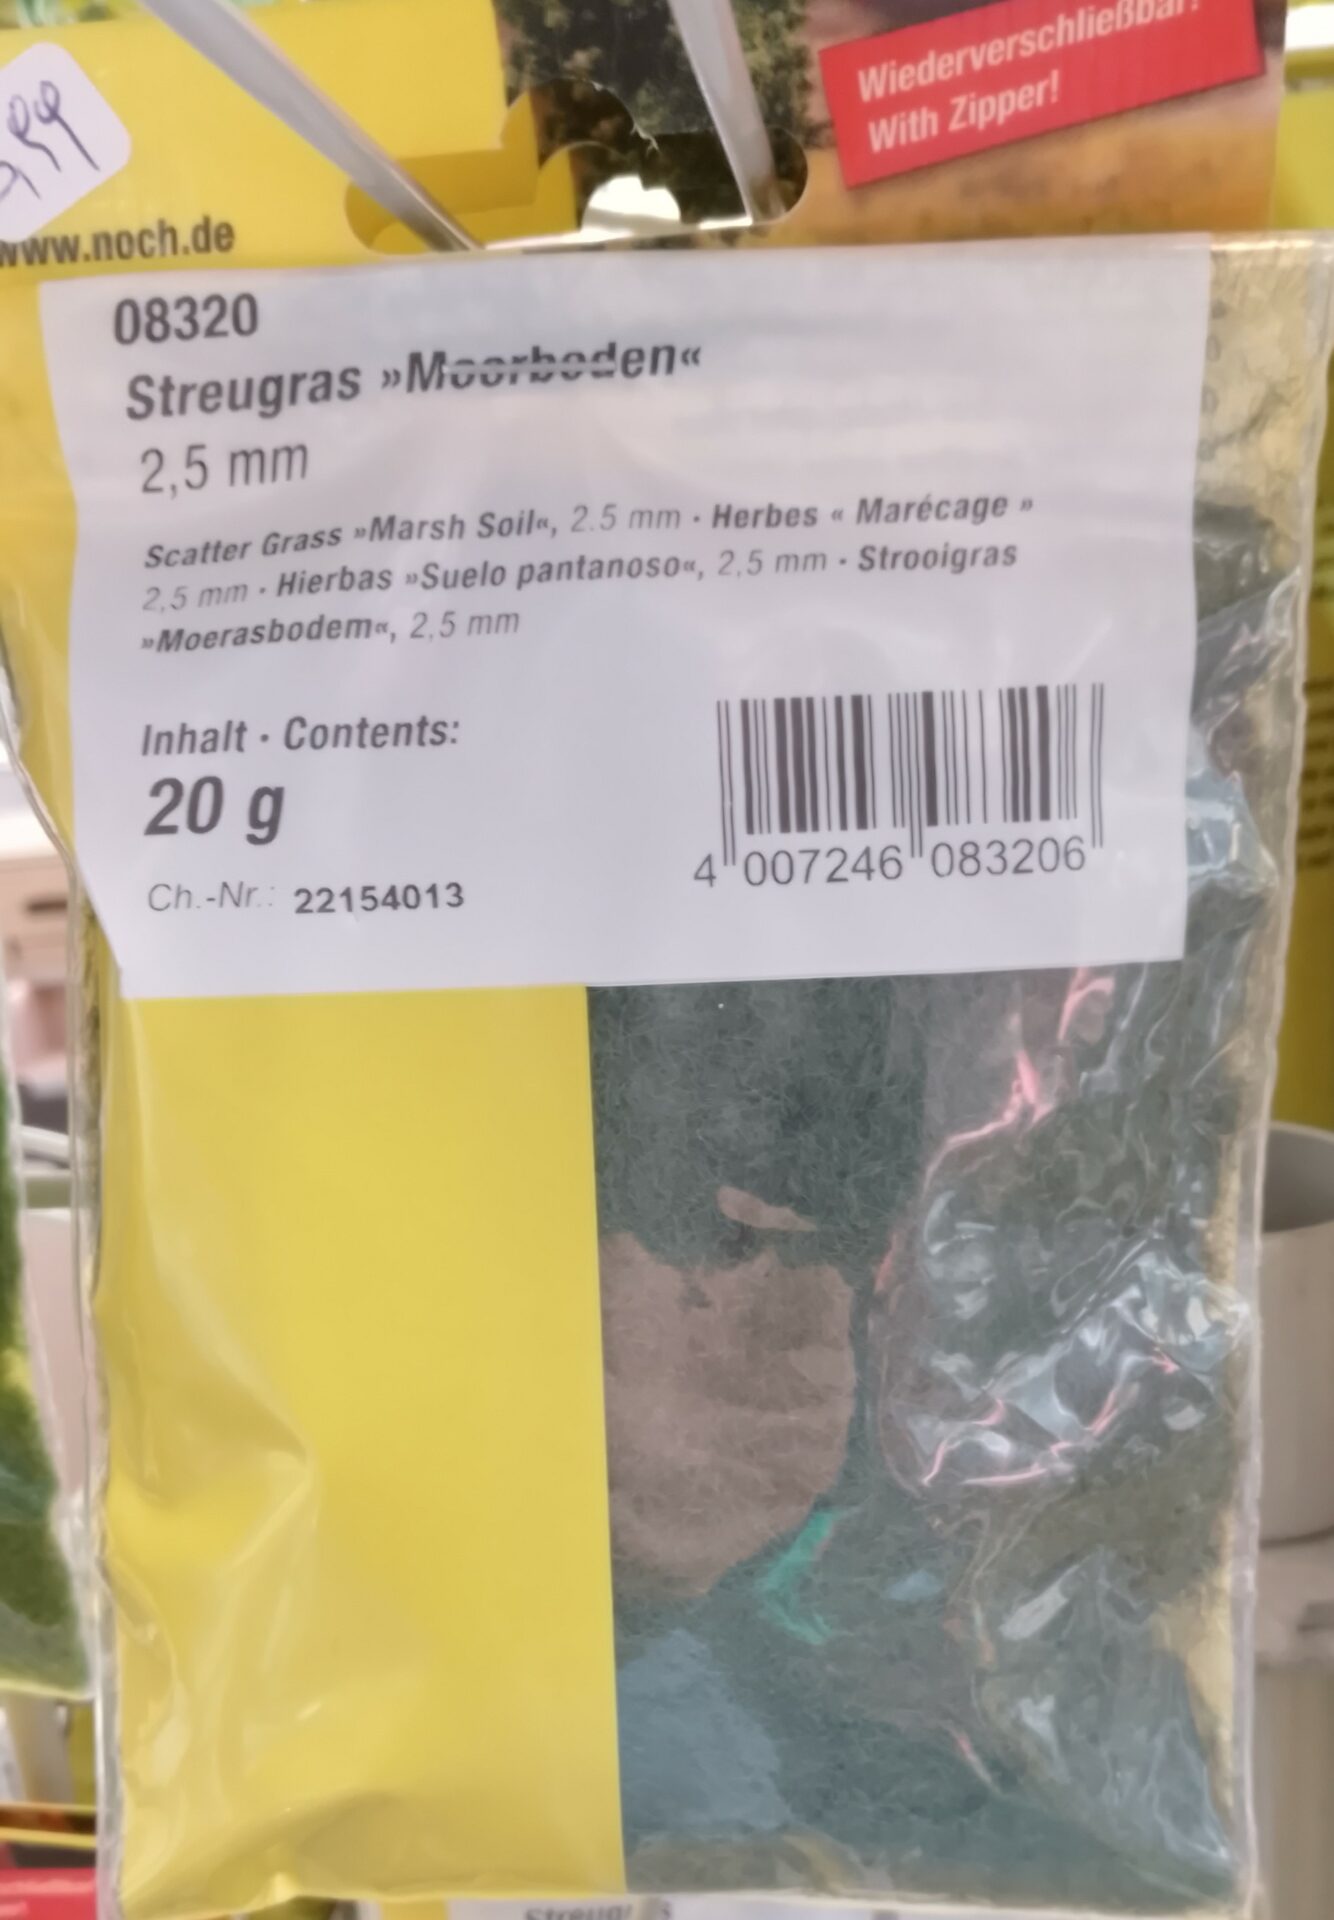 Wiederverschließbar!
With Zipper!
www.noch.de
08320
Streugras »Moorboden«
2,5 mm
Scatter Grass »Marsh Soil«, 2.5 mm · Herbes « Marécage »
2,5 mm · Hierbas »Suelo pantanoso«, 2,5 mm · Strooigras
»Moerasbodem«, 2,5 mm
Inhalt · Contents:
20 g
Ch.-Nr.: 22154013
4 007246 083206